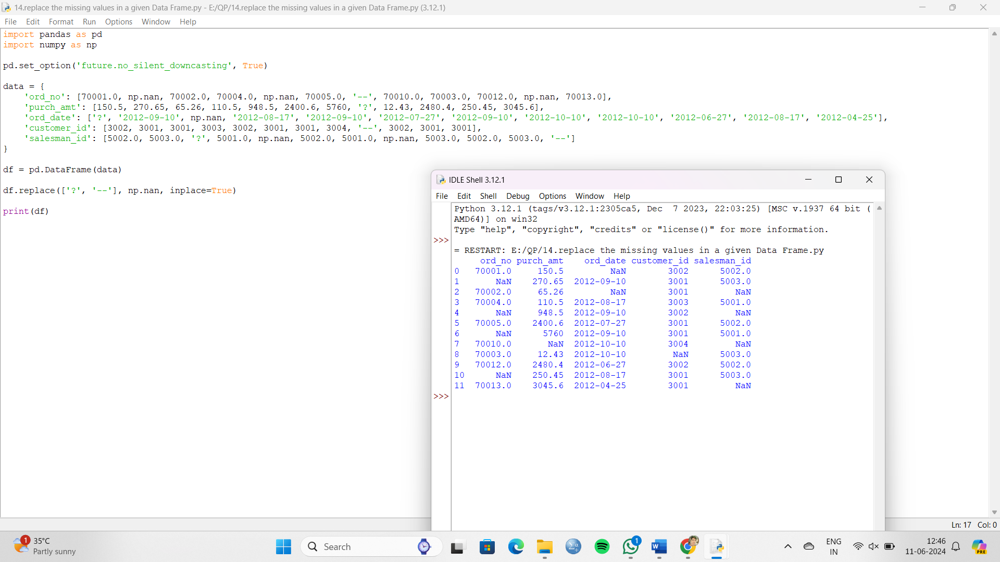 14.replace the missing values in a given Data Frame.py - E:/QP/14.replace the missing values in a given Data Frame.py (3.12.1)
File Edit Format Run Options Window Help
import pandas as pd
import numpy as np
pd.set_option('future.no_silent_downcasting', True)
data = {
    'ord_no': [70001.0, np.nan, 70002.0, 70004.0, np.nan, 70005.0, '--', 70010.0, 70003.0, 70012.0, np.nan, 70013.0],
    'purch_amt': [150.5, 270.65, 65.26, 110.5, 948.5, 2400.6, 5760, '?', 12.43, 2480.4, 250.45, 3045.6],
    'ord_date': ['?', '2012-09-10', np.nan, '2012-08-17', '2012-09-10', '2012-07-27', '2012-09-10', '2012-10-10', '2012-10-10', '2012-06-27', '2012-08-17', '2012-04-25'],
    'customer_id': [3002, 3001, 3001, 3003, 3002, 3001, 3001, 3004, '--', 3002, 3001, 3001],
    'salesman_id': [5002.0, 5003.0, '?', 5001.0, np.nan, 5002.0, 5001.0, np.nan, 5003.0, 5002.0, 5003.0, '--']
}
df = pd.DataFrame(data)
df.replace(['?', '--'], np.nan, inplace=True)
print(df)
IDLE Shell 3.12.1
File Edit Shell Debug Options Window Help
Python 3.12.1 (tags/v3.12.1:2305ca5, Dec  7 2023, 22:03:25) [MSC v.1937 64 bit (
AMD64)] on win32
Type "help", "copyright", "credits" or "license()" for more information.
>>>
= RESTART: E:/QP/14.replace the missing values in a given Data Frame.py
     ord_no purch_amt    ord_date customer_id salesman_id
0   70001.0     150.5         NaN        3002      5002.0
1       NaN    270.65  2012-09-10        3001      5003.0
2   70002.0     65.26         NaN        3001         NaN
3   70004.0     110.5  2012-08-17        3003      5001.0
4       NaN     948.5  2012-09-10        3002         NaN
5   70005.0    2400.6  2012-07-27        3001      5002.0
6       NaN      5760  2012-09-10        3001      5001.0
7   70010.0       NaN  2012-10-10        3004         NaN
8   70003.0     12.43  2012-10-10         NaN      5003.0
9   70012.0    2480.4  2012-06-27        3002      5002.0
10      NaN    250.45  2012-08-17        3001      5003.0
11  70013.0    3045.6  2012-04-25        3001         NaN
>>>
Ln: 17 Col: 0
1
35°C
Partly sunny
Search
1
W
ENG
IN
12:46
11-06-2024
PRE